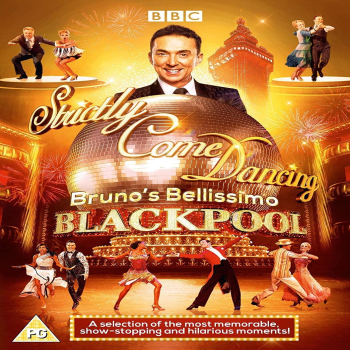 BBC
Strictly
Come
Dancing
Bruno's Bellissimo
BLACKPOOL
PG
A selection of the most memorable,
show-stopping and hilarious moments!